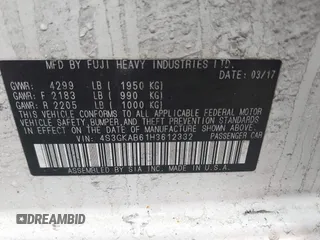 MFD BY FUJI HEAVY INDUSTRIES LTD.
DATE: 03/17
GVWR: 4299 LB ( 1950 KG)
GAWR: F 2183 LB ( 990 KG)
GAWR: R 2205 LB ( 1000 KG)
THIS VEHICLE CONFORMS TO ALL APPLICABLE FEDERAL MOTOR
VEHICLE SAFETY, BUMPER, AND THEFT PREVENTION STANDARDS
IN EFFECT ON THE DATE OF MANUFACTURE SHOWN ABOVE.
VIN: 4S3GKAB61H3612332 PASSENGER CAR
ASSEMBLED BY SIA INC. MADE IN U.S.A.
DREAMBID